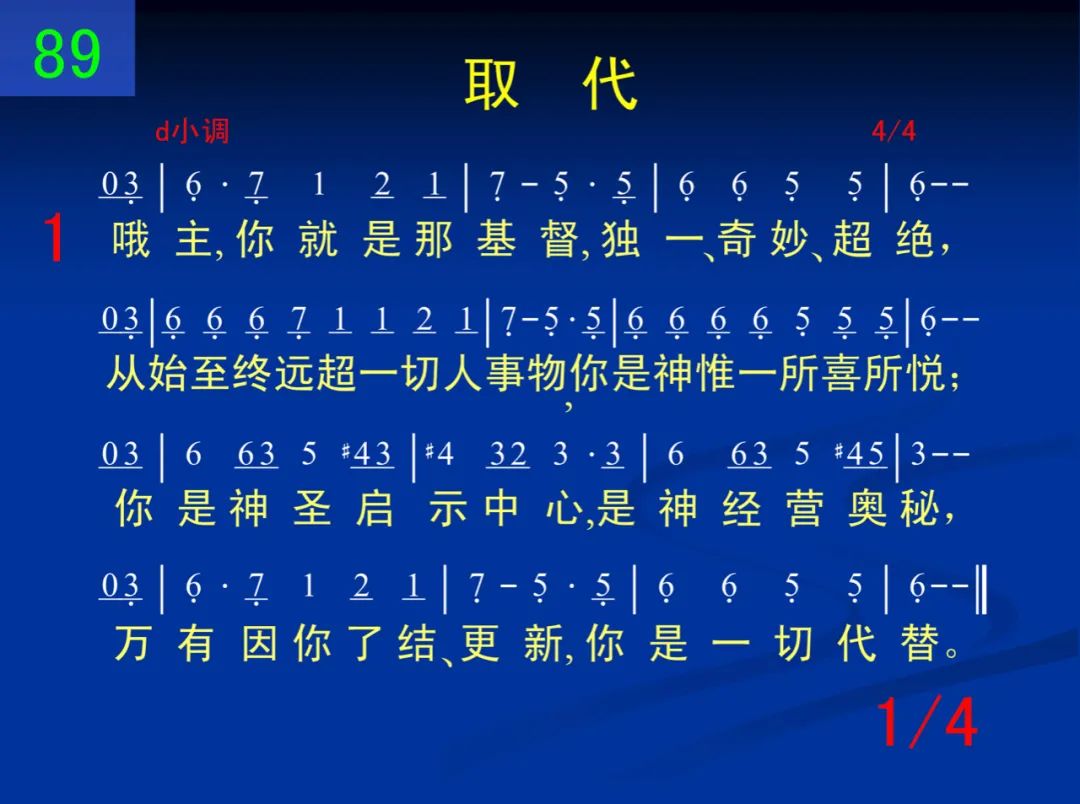 89
取 代
d小调 4/4
03̣ | 6̣ · 7̣ 1 2 1 | 7̣ - 5̣ · 5̣ | 6̣ 6̣ 5̣ 5̣ | 6̣--
1 哦 主, 你 就 是 那 基 督, 独 一、奇 妙、超 绝,
03̣ | 6̣ 6̣ 6̣ 7̣ 1 1 2 1 | 7̣-5̣ · 5̣ | 6̣ 6̣ 6̣ 6̣ 5̣ 5̣ 5̣ | 6̣--
从始至终远超一切人事物,你是神惟一所喜所悦;
03 | 6 63 5 #43 | #4 32 3 · 3 | 6 63 5 #45 | 3--
你 是 神 圣 启 示 中 心, 是 神 经 营 奥 秘,
03̣ | 6̣ · 7̣ 1 2 1 | 7̣ - 5̣ · 5̣ | 6̣ 6̣ 5̣ 5̣ | 6̣--‖
万 有 因 你 了 结、更 新, 你 是 一 切 代 替。
1/4